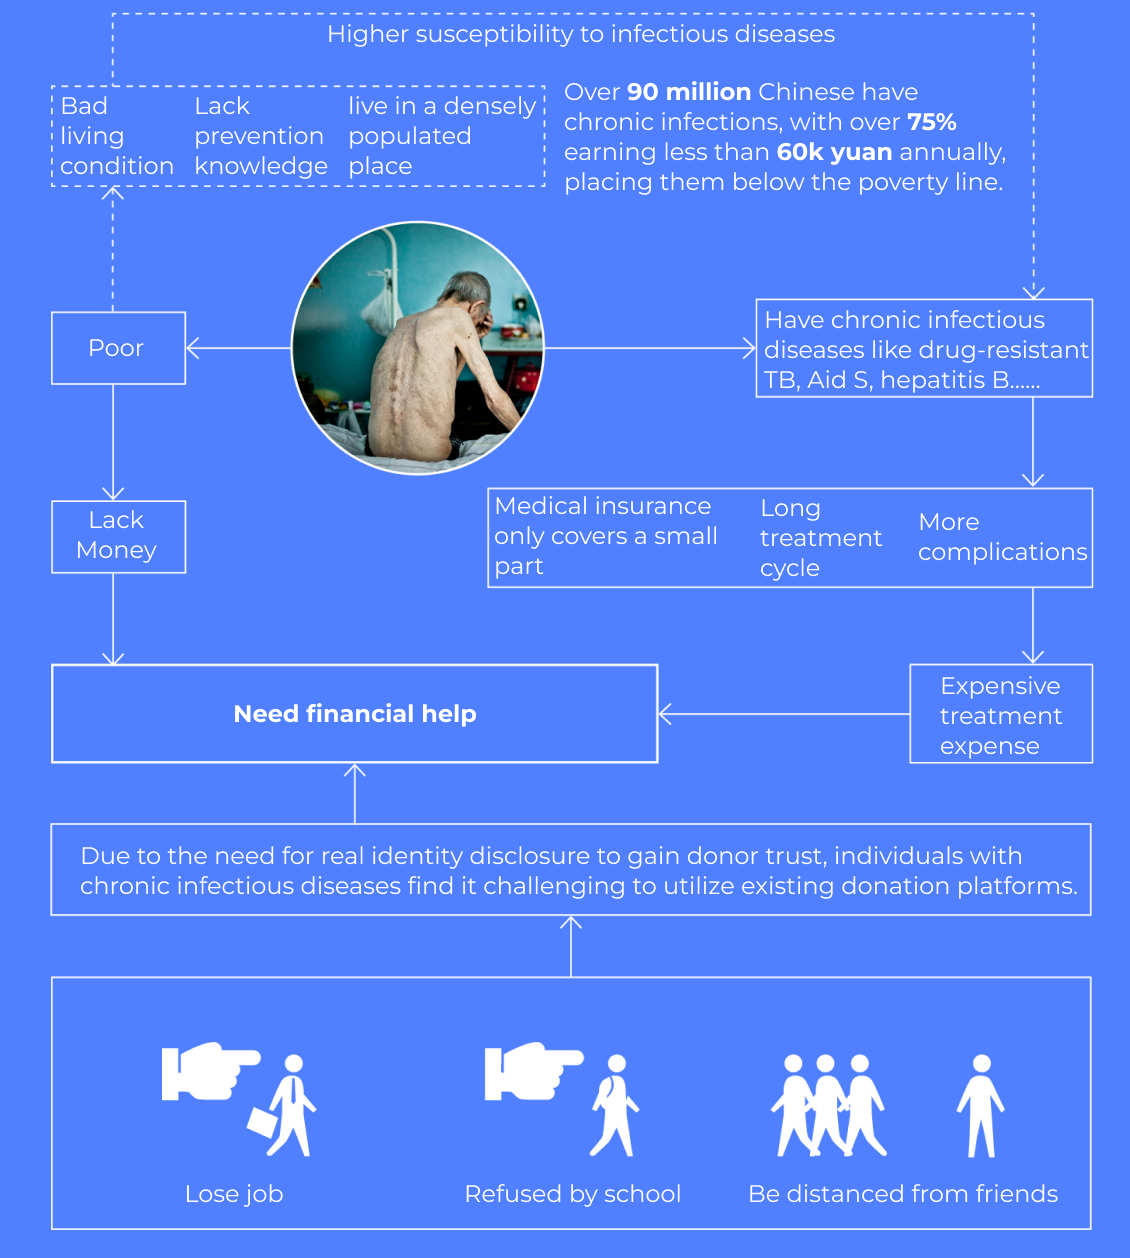 Higher susceptibility to infectious diseases
Bad
living
condition
Lack
prevention
knowledge
live in a densely
populated
place
Over 90 million Chinese have
chronic infections, with over 75%
earning less than 60k yuan annually,
placing them below the poverty line.
Poor
Have chronic infectious
diseases like drug-resistant
TB, Aid S, hepatitis B......
Lack
Money
Medical insurance
only covers a small
part
Long
treatment
cycle
More
complications
Need financial help
Expensive
treatment
expense
Due to the need for real identity disclosure to gain donor trust, individuals with
chronic infectious diseases find it challenging to utilize existing donation platforms.
Lose job
Refused by school
Be distanced from friends